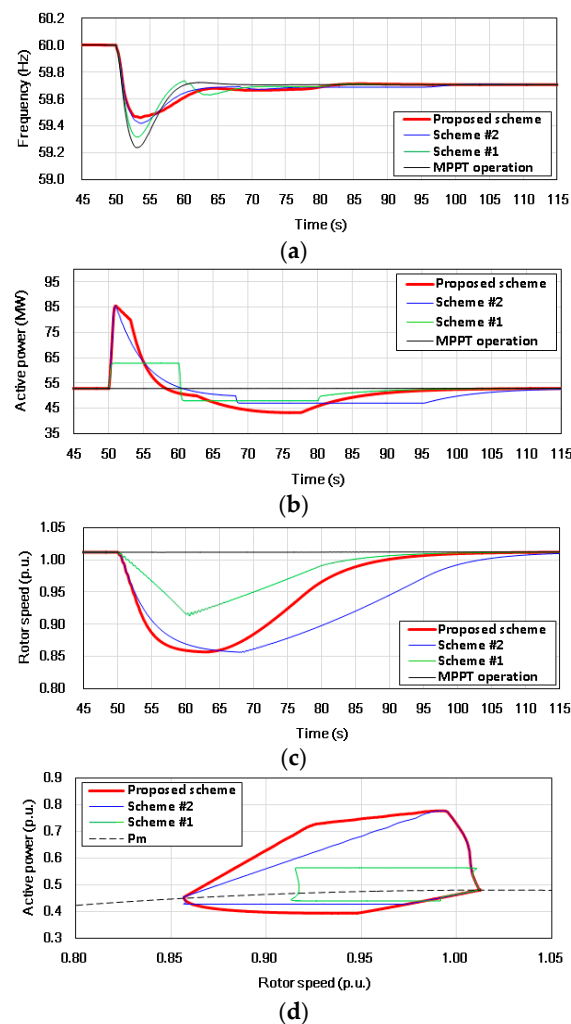 60.2
60.0
59.8
59.6
59.4
59.2
59.0
Frequency (Hz)
Proposed scheme
Scheme #2
Scheme #1
MPPT operation
45 50 55 60 65 70 75 80 85 90 95 100 105 110 115
Time (s)
(a)
95
85
75
65
55
45
35
Active power (MW)
Proposed scheme
Scheme #2
Scheme #1
MPPT operation
45 50 55 60 65 70 75 80 85 90 95 100 105 110 115
Time (s)
(b)
1.05
1.00
0.95
0.90
0.85
0.80
Rotor speed (p.u.)
Proposed scheme
Scheme #2
Scheme #1
MPPT operation
45 50 55 60 65 70 75 80 85 90 95 100 105 110 115
Time (s)
(c)
0.9
0.8
0.7
0.6
0.5
0.4
0.3
Active power (p.u.)
Proposed scheme
Scheme #2
Scheme #1
Pm
0.80 0.85 0.90 0.95 1.00 1.05
Rotor speed (p.u.)
(d)